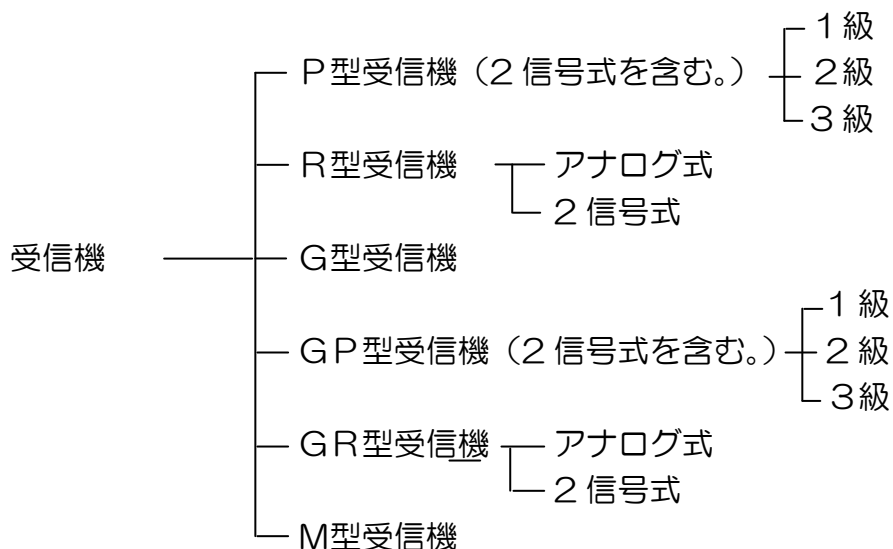 1級
P型受信機（2信号式を含む。） 2級
3級
R型受信機 アナログ式
2信号式
受信機 G型受信機
1級
GP型受信機（2信号式を含む。） 2級
3級
GR型受信機 アナログ式
2信号式
M型受信機